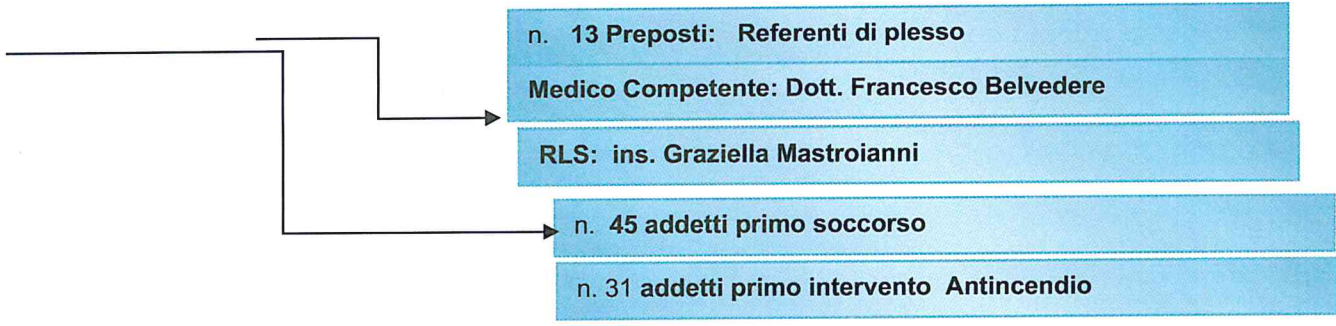 n. 13 Preposti: Referenti di plesso
Medico Competente: Dott. Francesco Belvedere
RLS: ins. Graziella Mastroianni
n. 45 addetti primo soccorso
n. 31 addetti primo intervento Antincendio